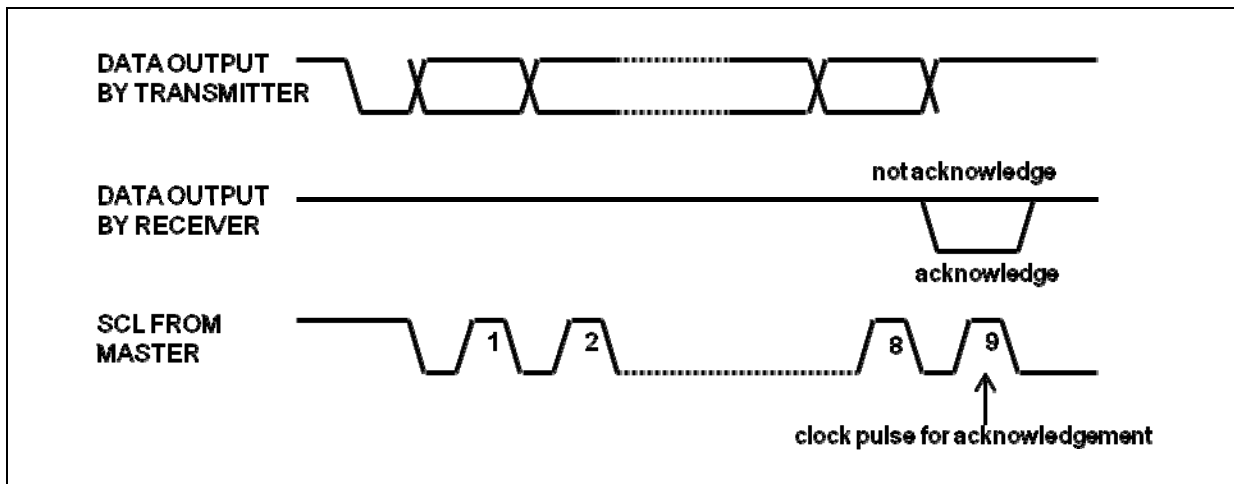 DATA OUTPUT
BY TRANSMITTER
not acknowledge
DATA OUTPUT
BY RECEIVER
acknowledge
SCL FROM
MASTER
1
2
8
9
clock pulse for acknowledgement